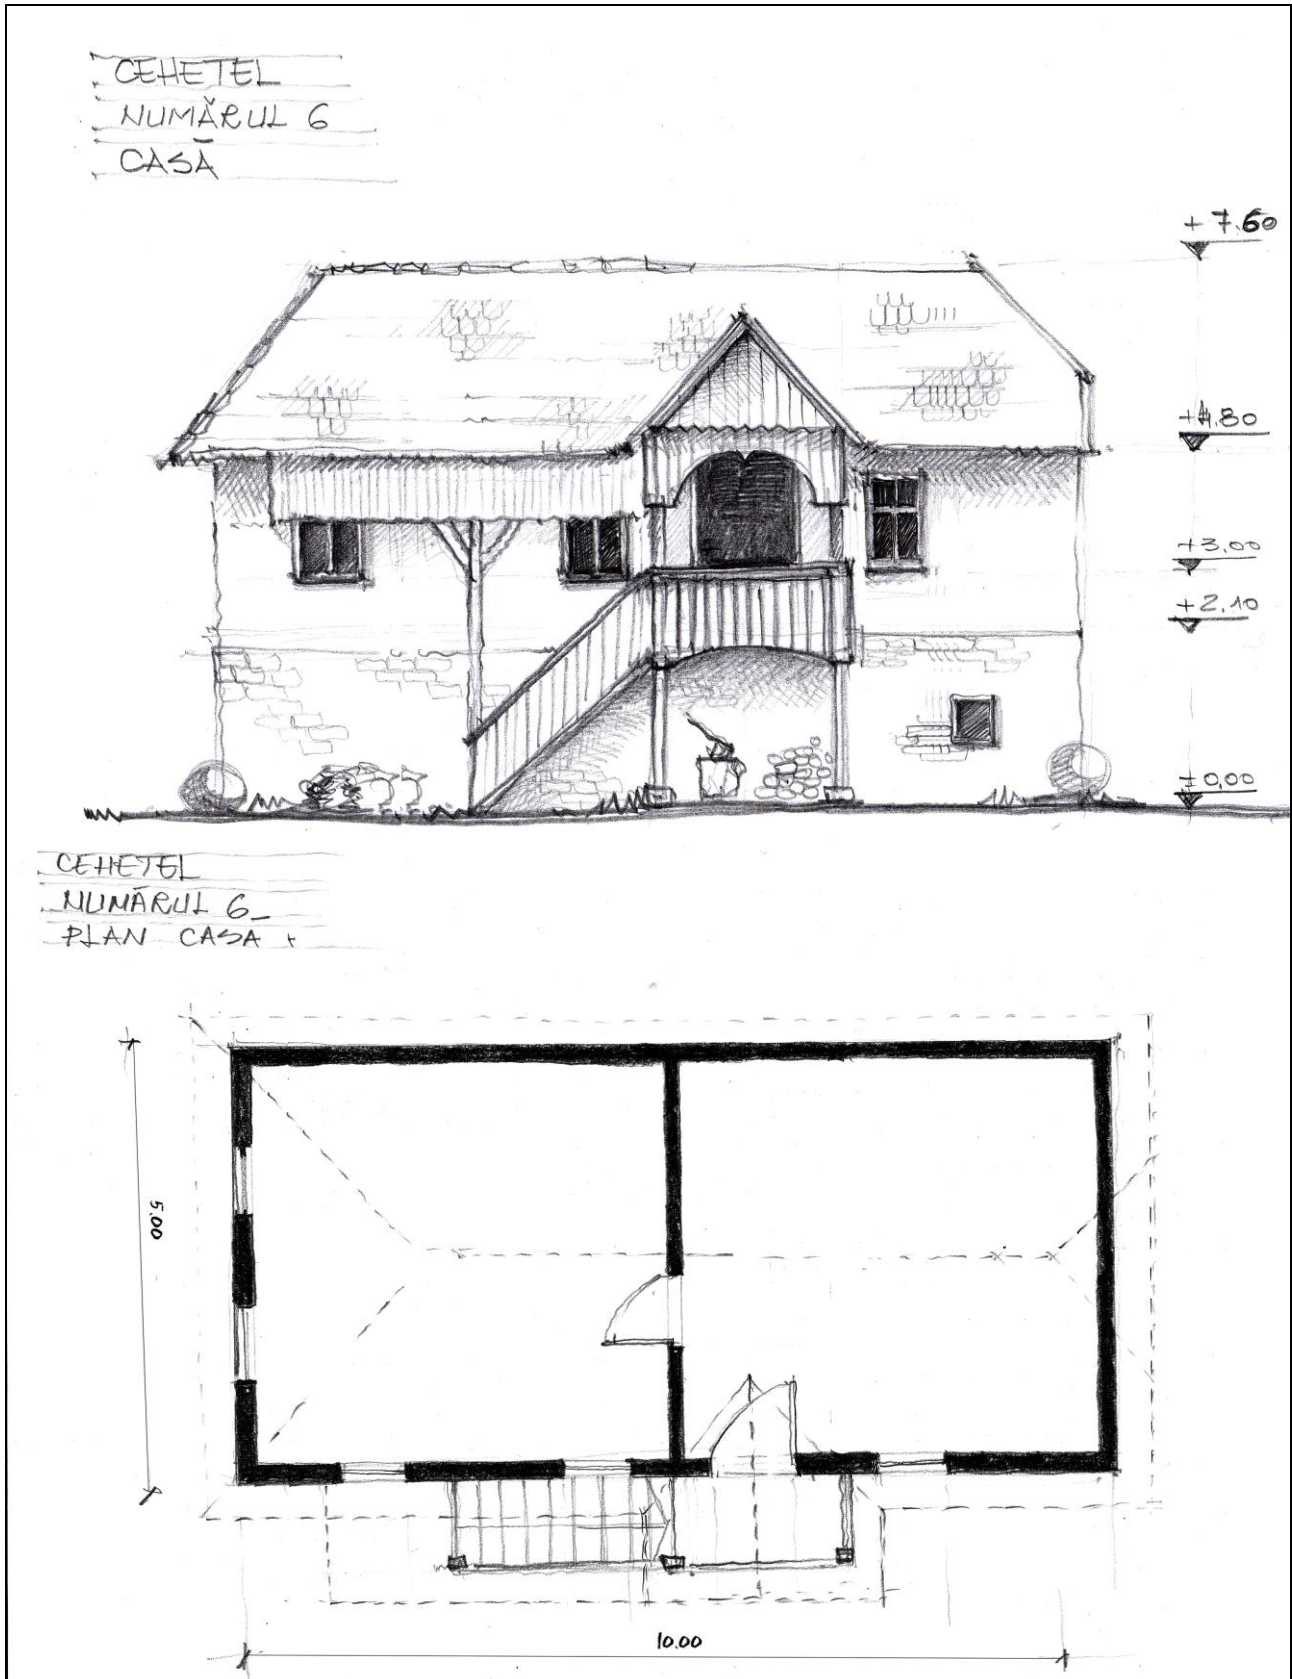 CEHETEL
NUMĂRUL 6
CASĂ
+7.60
+4.80
+3.00
+2.10
+0,00
CEHETEL
NUMĂRUL 6
PLAN CASA
5.00
10.00